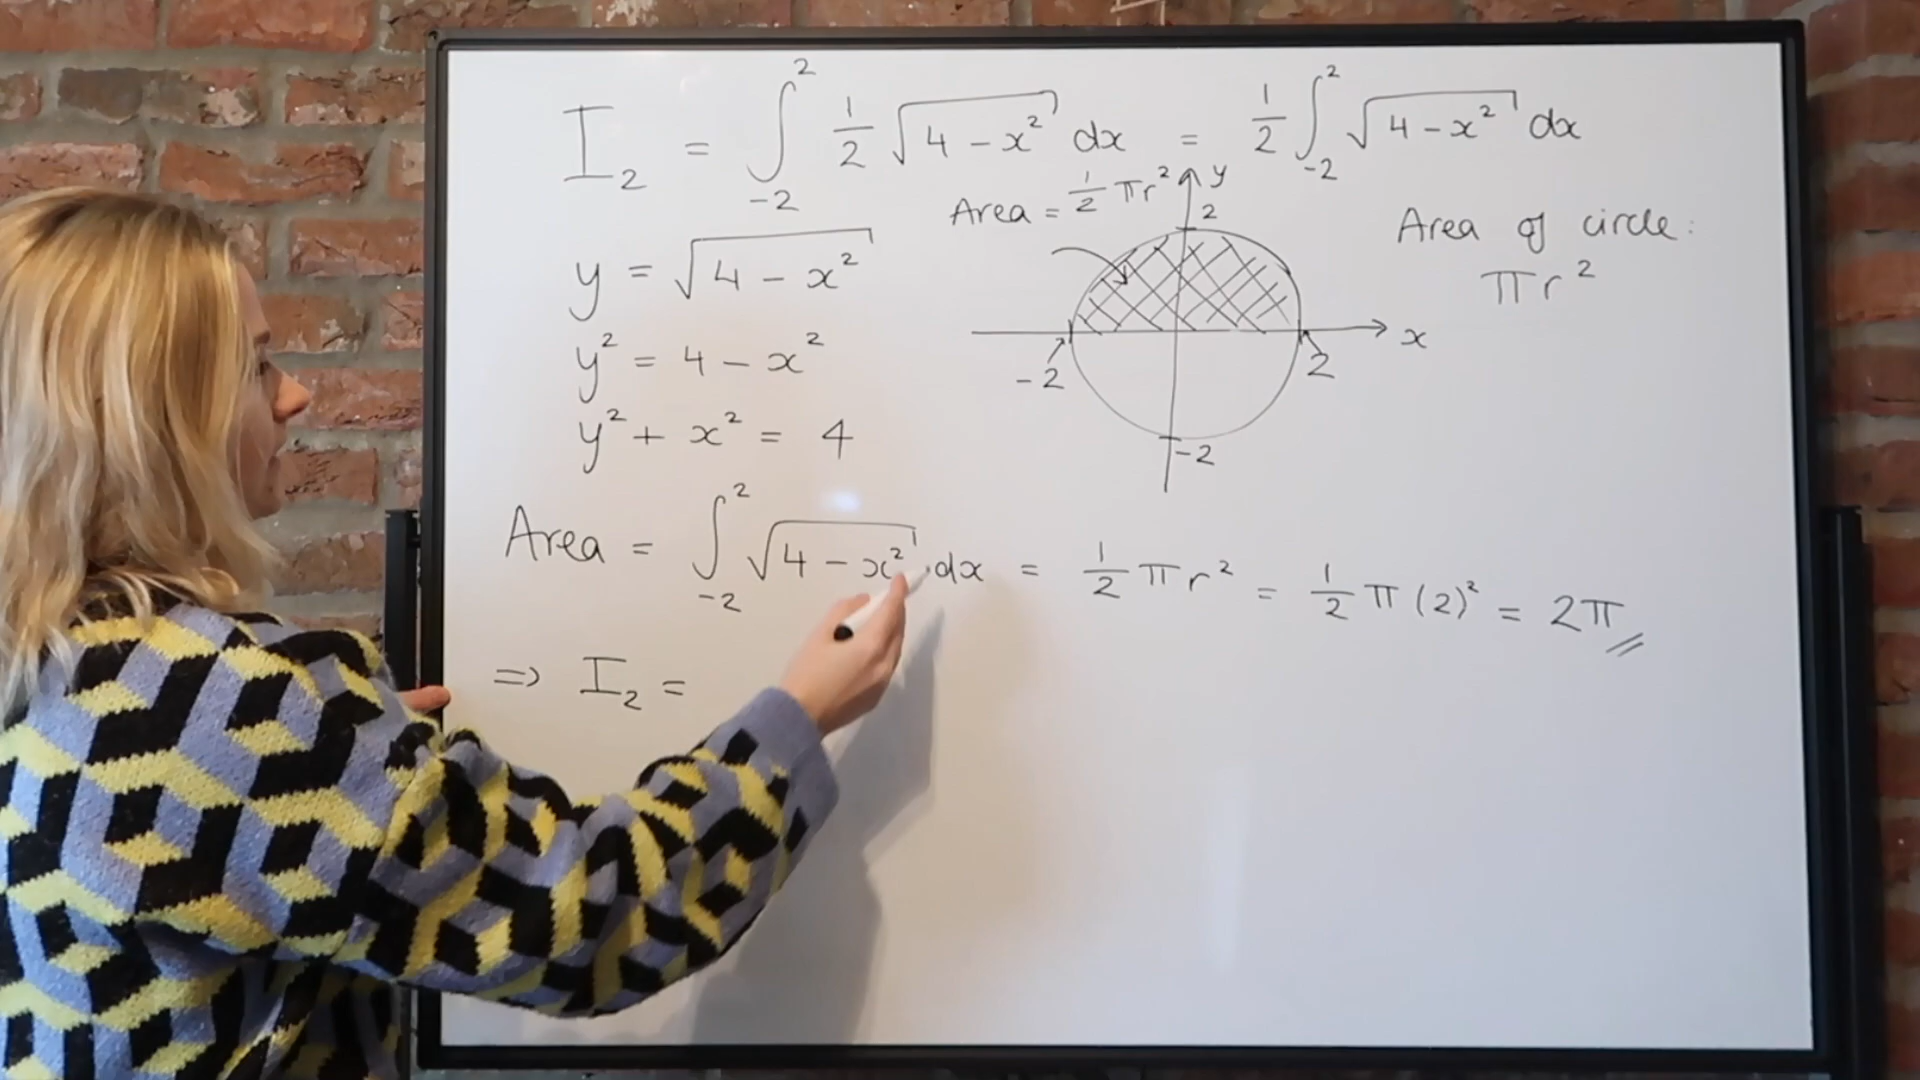 I₂ = ∫₋₂² 1/2 √(4 - x²) dx = 1/2 ∫₋₂² √(4 - x²) dx
Area = 1/2 πr²
y
2
Area of circle:
πr²
y = √(4 - x²)
x
-2
2
y² = 4 - x²
y² + x² = 4
-2
Area = ∫₋₂² √(4 - x²) dx = 1/2 πr² = 1/2 π(2)² = 2π
⇒ I₂ =